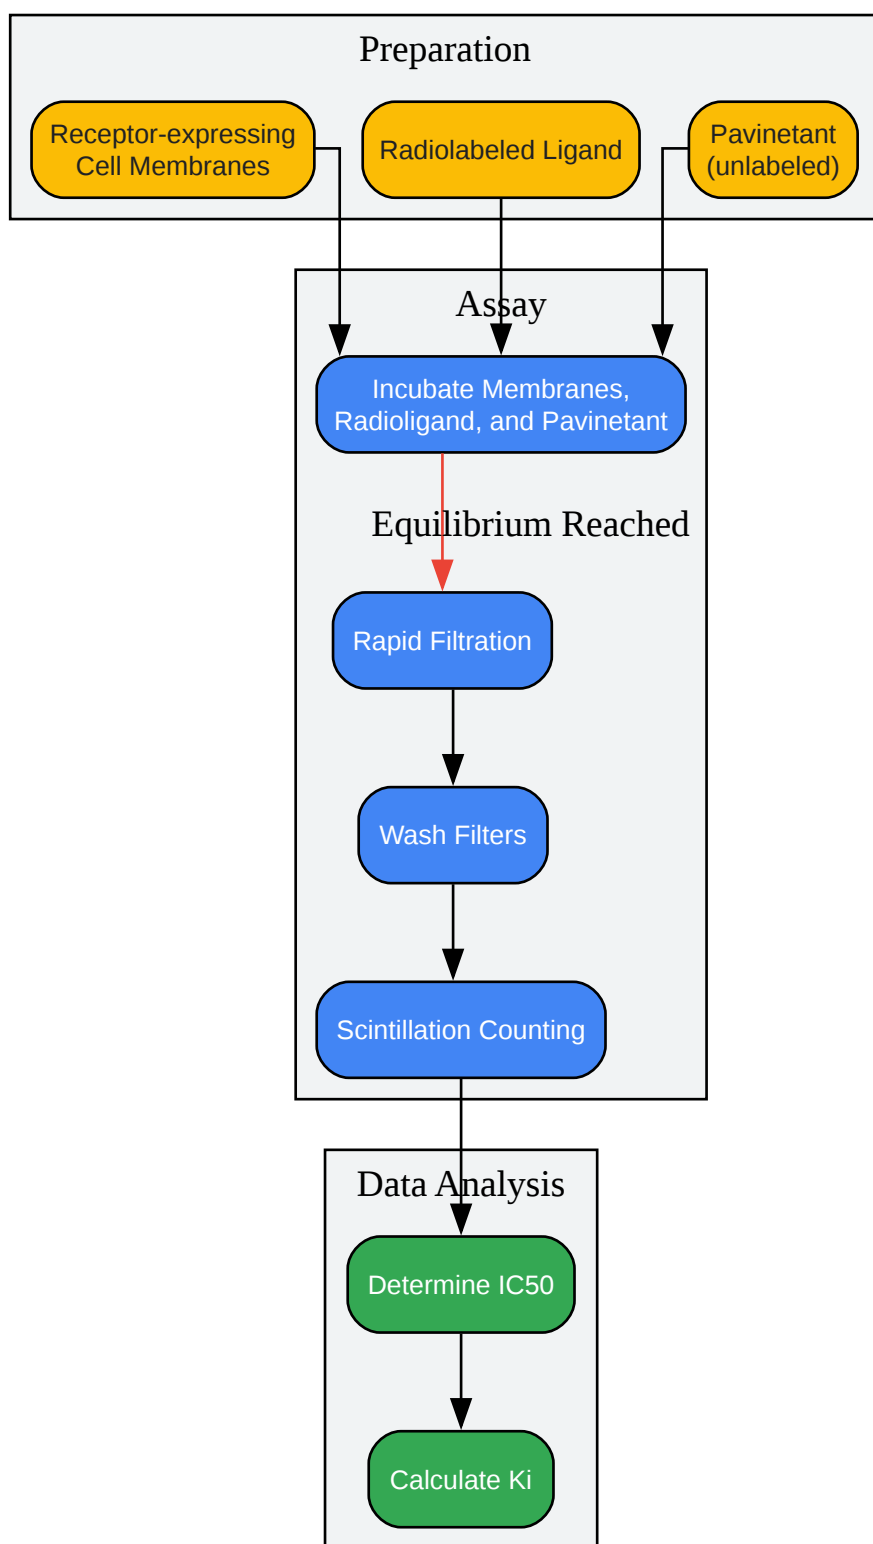 Preparation
Receptor-expressing
Cell Membranes
Radiolabeled Ligand
Pavinetant
(unlabeled)
Assay
Incubate Membranes,
Radioligand, and Pavinetant
Equilibrium Reached
Rapid Filtration
Wash Filters
Scintillation Counting
Data Analysis
Determine IC50
Calculate Ki